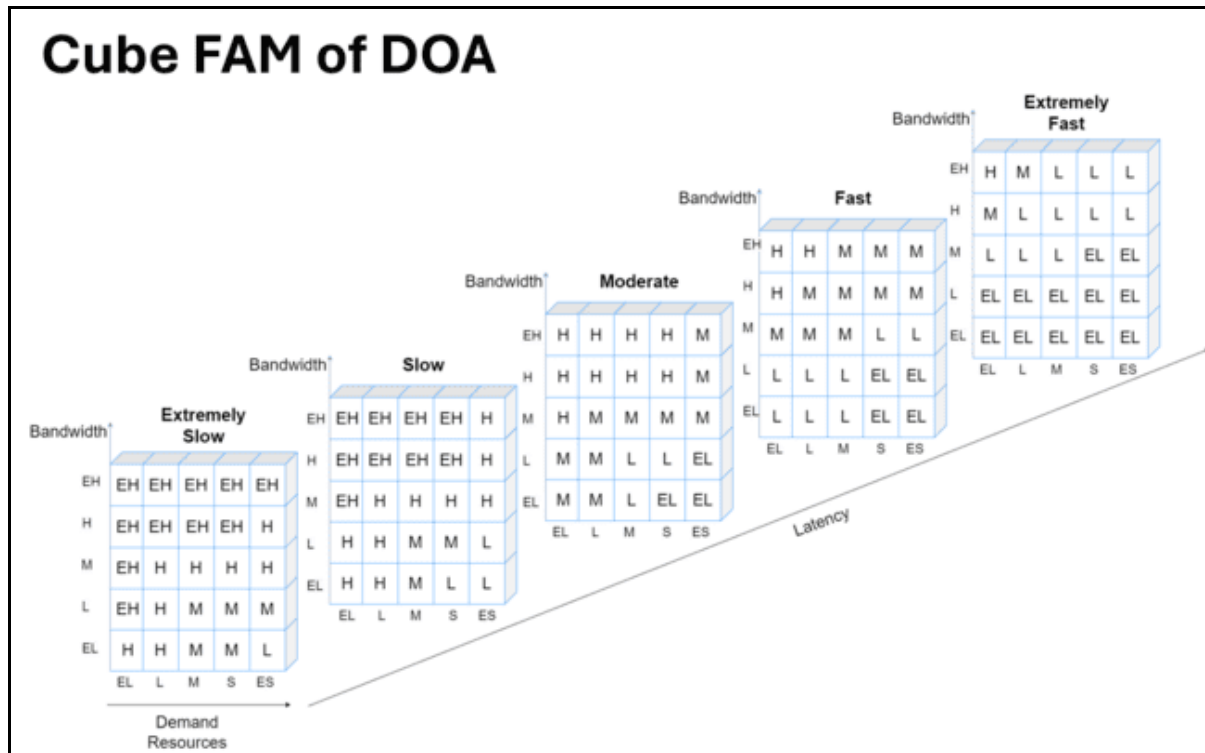 Cube FAM of DOA
Bandwidth
Extremely
Slow
EH EH EH EH EH EH
H EH EH EH EH H
M EH H H H H
L EH H M M M
EL H H M M L
EL L M S ES
Demand
Resources
Bandwidth
Slow
EH EH EH EH EH H
H EH EH EH EH H
M EH H H H H
L H H M M L
EL H H M L L
EL L M S ES
Bandwidth
Moderate
EH H H H H M
H H H H H M
M H M M M M
L M M L L EL
EL M M L EL EL
EL L M S ES
Bandwidth
Fast
EH H H M M M
H H M M M M
M M M M L L
L L L L EL EL
EL L L L EL EL
EL L M S ES
Bandwidth
Extremely
Fast
EH H M L L L
H M L L L L
M L L L EL EL
L EL EL EL EL EL
EL EL EL EL EL EL
EL L M S ES
Latency